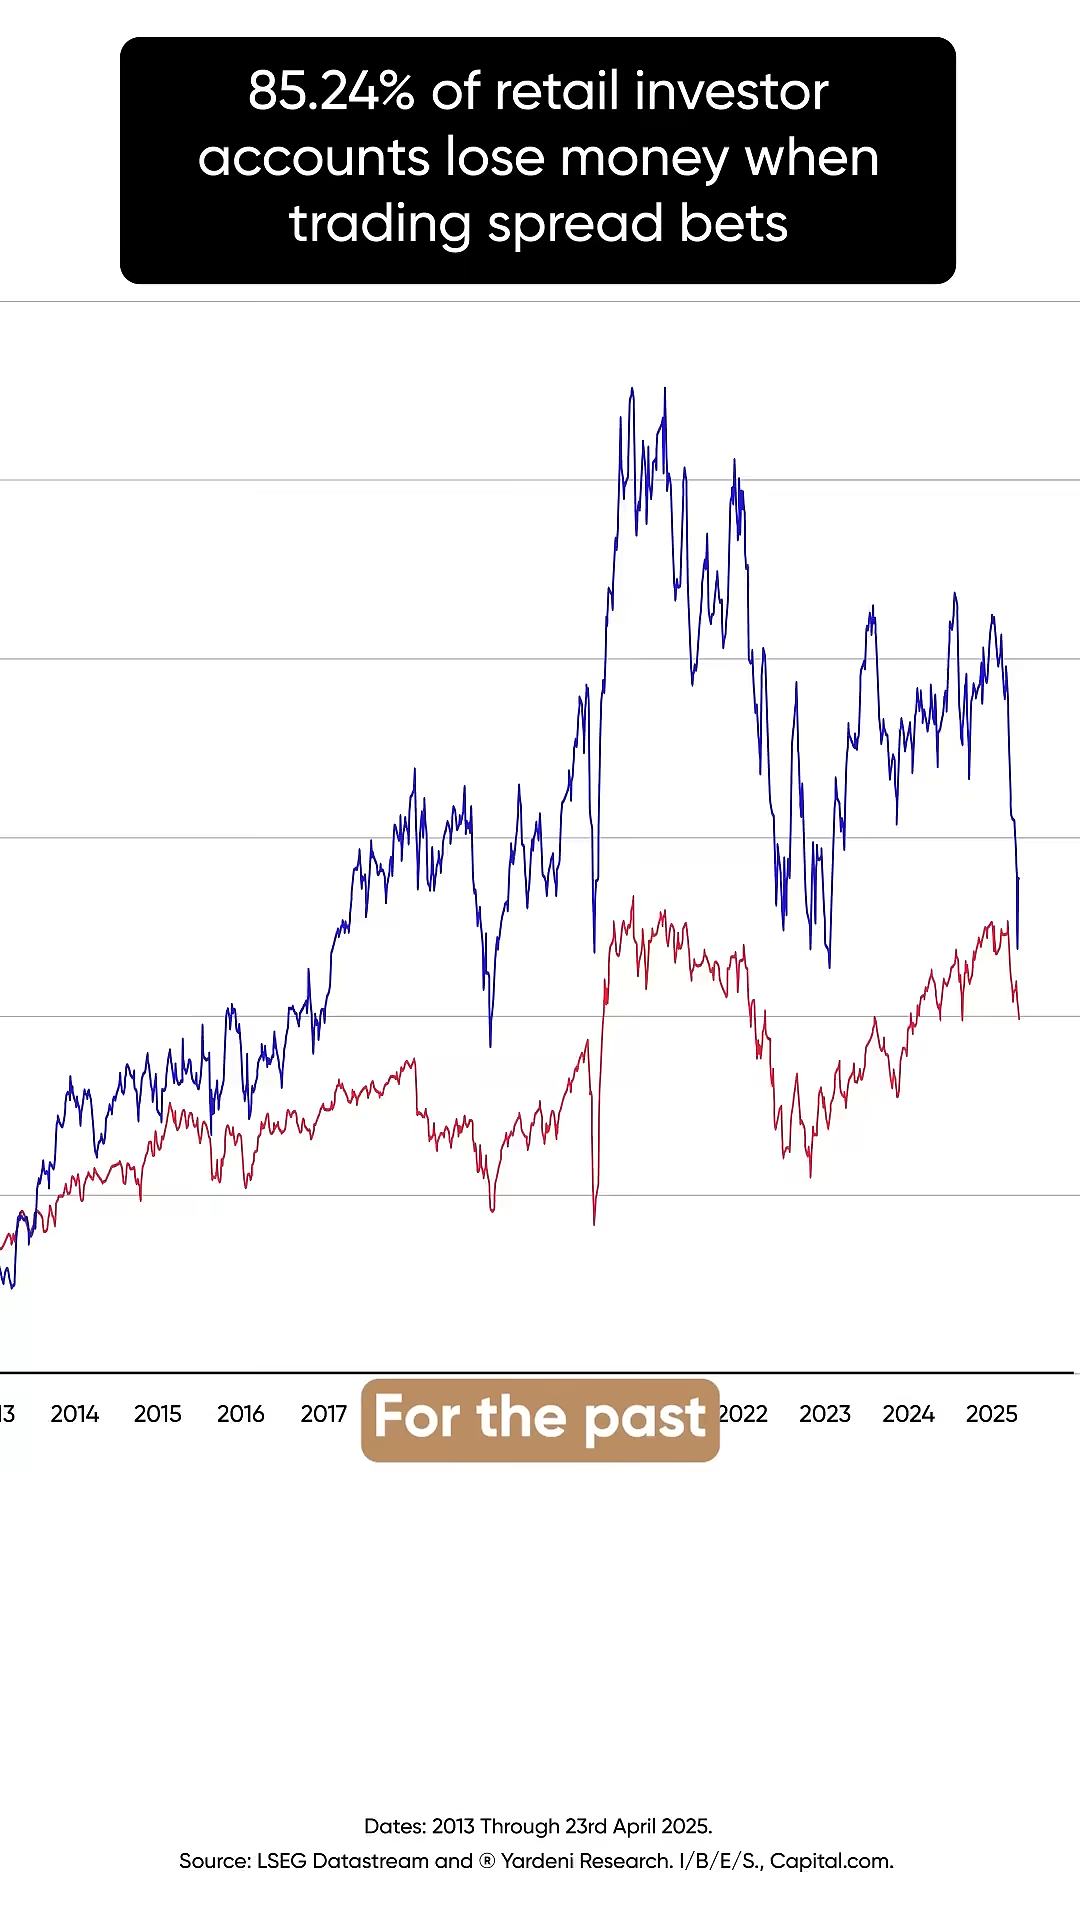 85.24% of retail investor
accounts lose money when
trading spread bets
13 2014 2015 2016 2017 2022 2023 2024 2025
For the past
Dates: 2013 Through 23rd April 2025.
Source: LSEG Datastream and ® Yardeni Research. I/B/E/S., Capital.com.